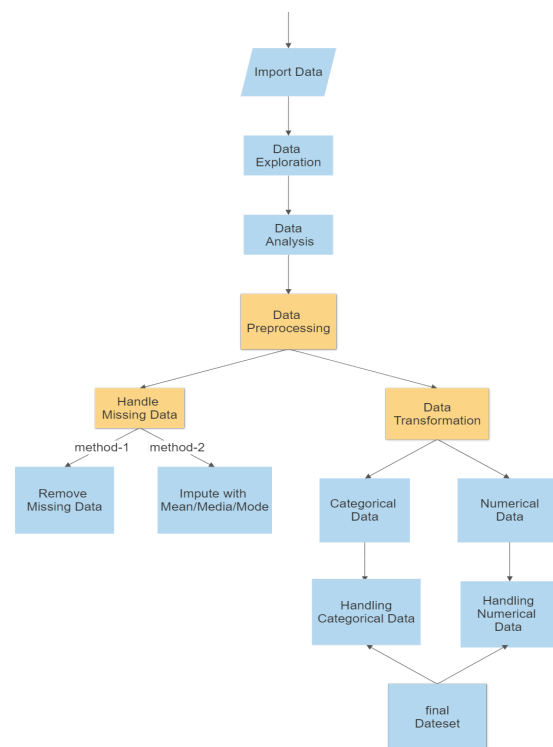 Import Data
Data
Exploration
Data
Analysis
Data
Preprocessing
Handle
Missing Data
Data
Transformation
method-1
method-2
Remove
Missing Data
Impute with
Mean/Media/Mode
Categorical
Data
Numerical
Data
Handling
Categorical Data
Handling
Numerical
Data
final
Dateset